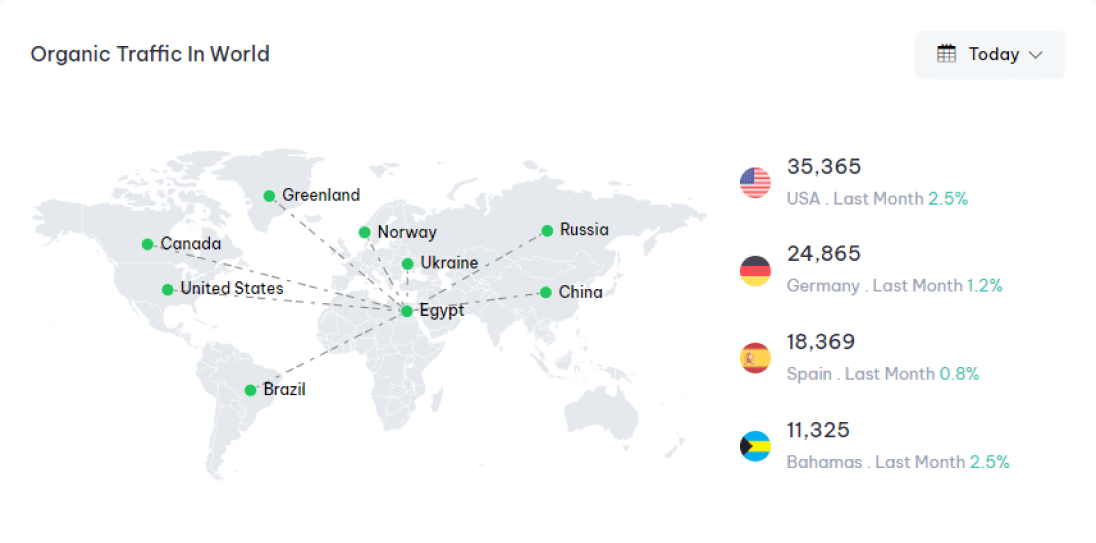 Organic Traffic In World
Today
Greenland
Norway
Russia
Canada
Ukraine
United States
China
Egypt
Brazil
35,365
USA . Last Month 2.5%
24,865
Germany . Last Month 1.2%
18,369
Spain . Last Month 0.8%
11,325
Bahamas . Last Month 2.5%